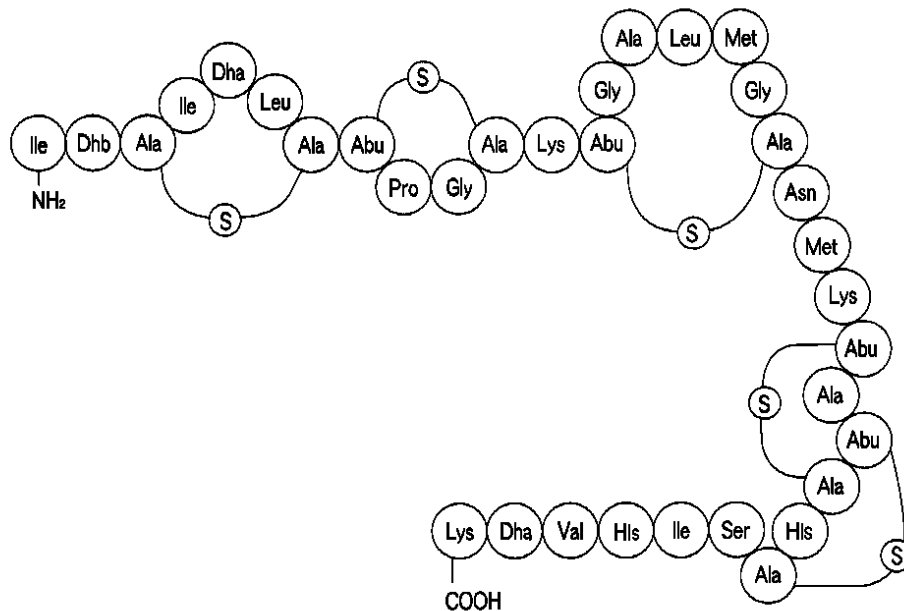 Ile Dhb Ala Ile Dha Leu Ala Abu Pro Gly Ala Lys Abu Gly Ala Leu Met Gly Ala Asn Met Lys Abu Ala Abu Ala His Ala Ser Ile His Val Dha Lys
NH₂
S
S
S
S
S
COOH